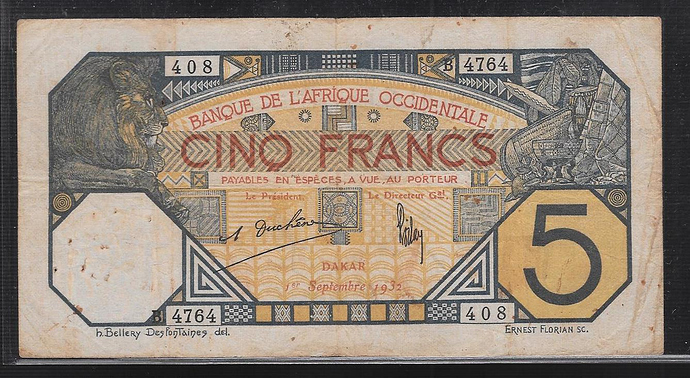 408 B 4764
BANQUE DE L'AFRIQUE OCCIDENTALE
CINQ FRANCS
PAYABLES EN ESPÈCES, A VUE, AU PORTEUR
Le Président, Le Directeur Gal,
A Duchêne
DAKAR
1er Septembre 1932
5
B 4764 408
h. Bellery Desfontaines del. ERNEST FLORIAN SC.